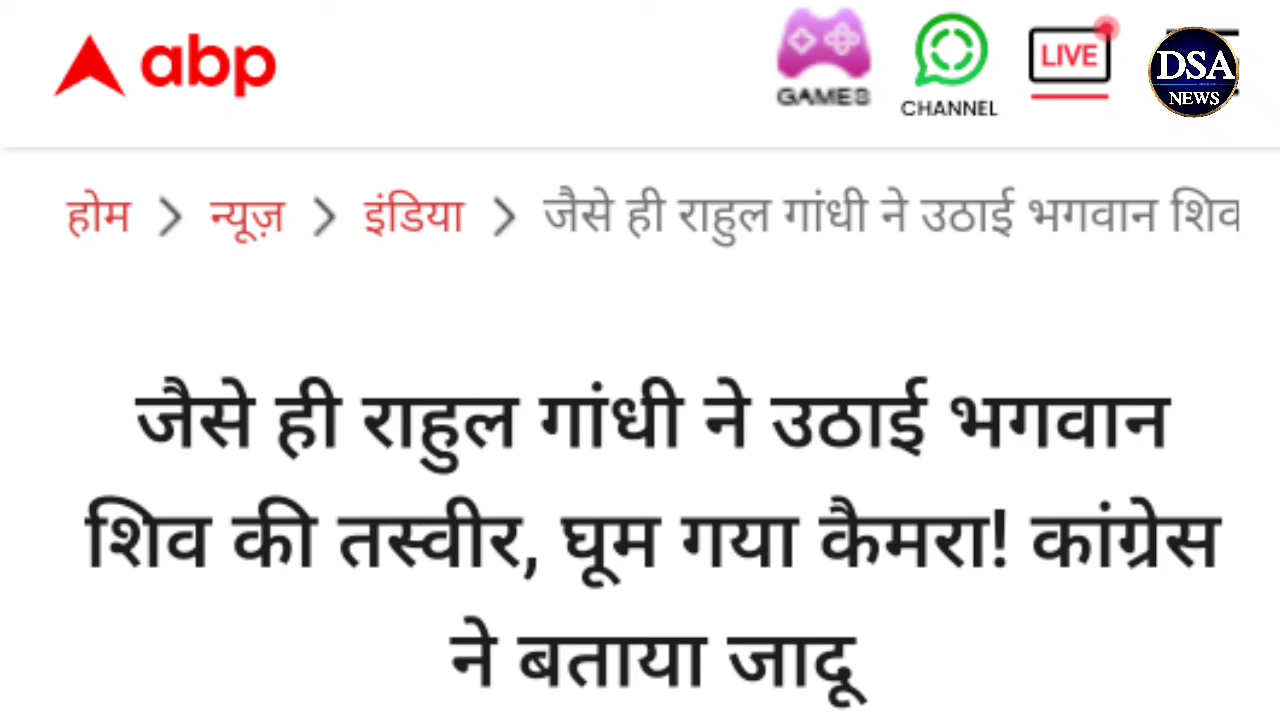 abp
GAMES
CHANNEL
LIVE
DSA
NEWS
होम > न्यूज़ > इंडिया > जैसे ही राहुल गांधी ने उठाई भगवान शिव
जैसे ही राहुल गांधी ने उठाई भगवान
शिव की तस्वीर, घूम गया कैमरा! कांग्रेस
ने बताया जादू